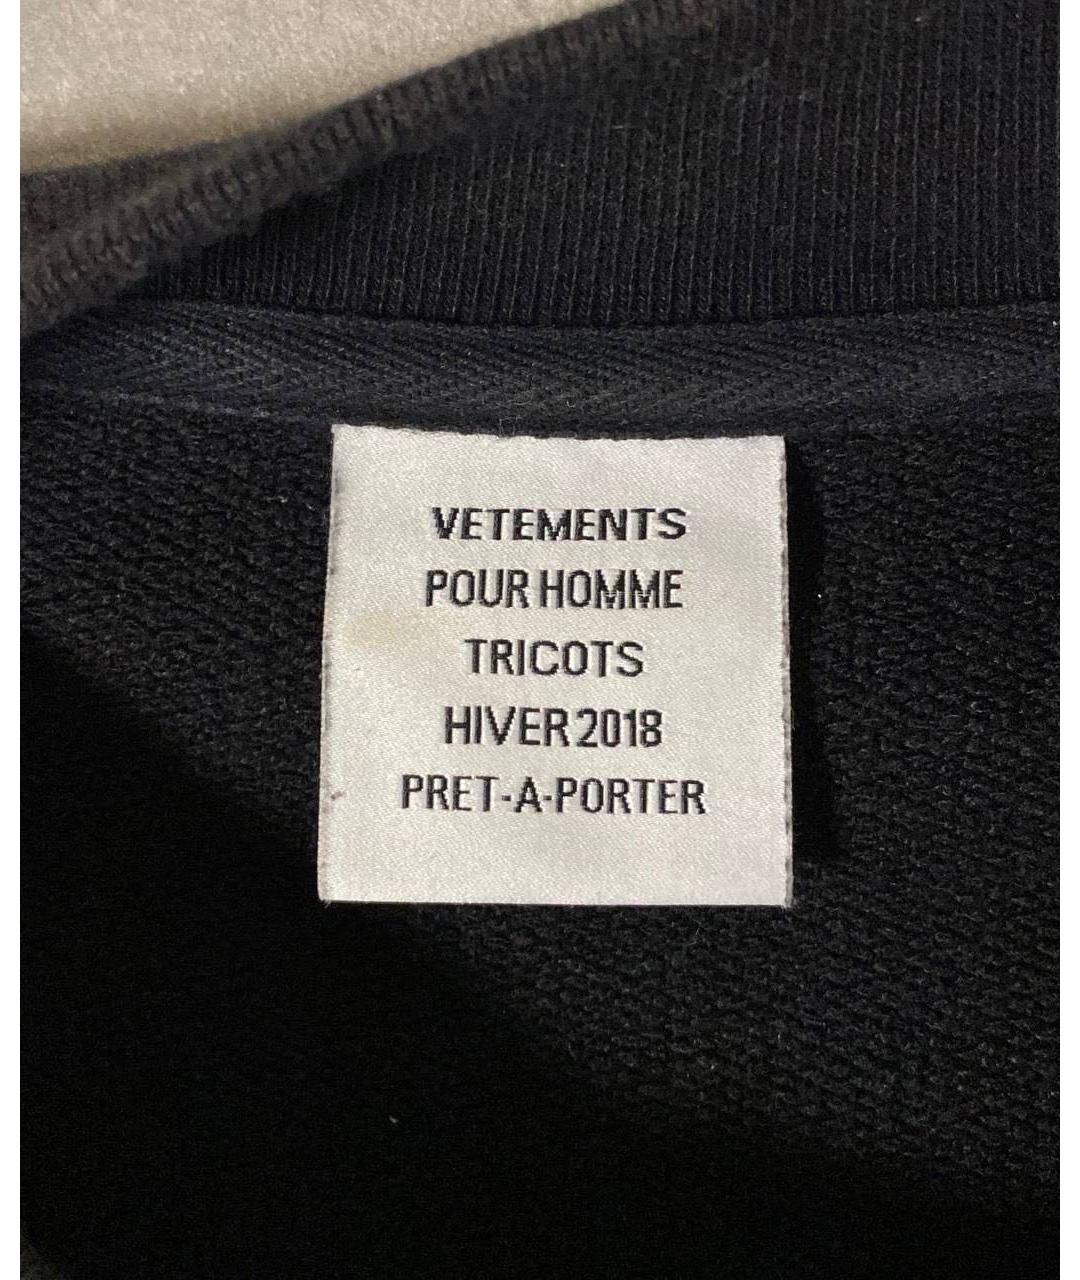 VETEMENTS
POUR HOMME
TRICOTS
HIVER 2018
PRET-A-PORTER